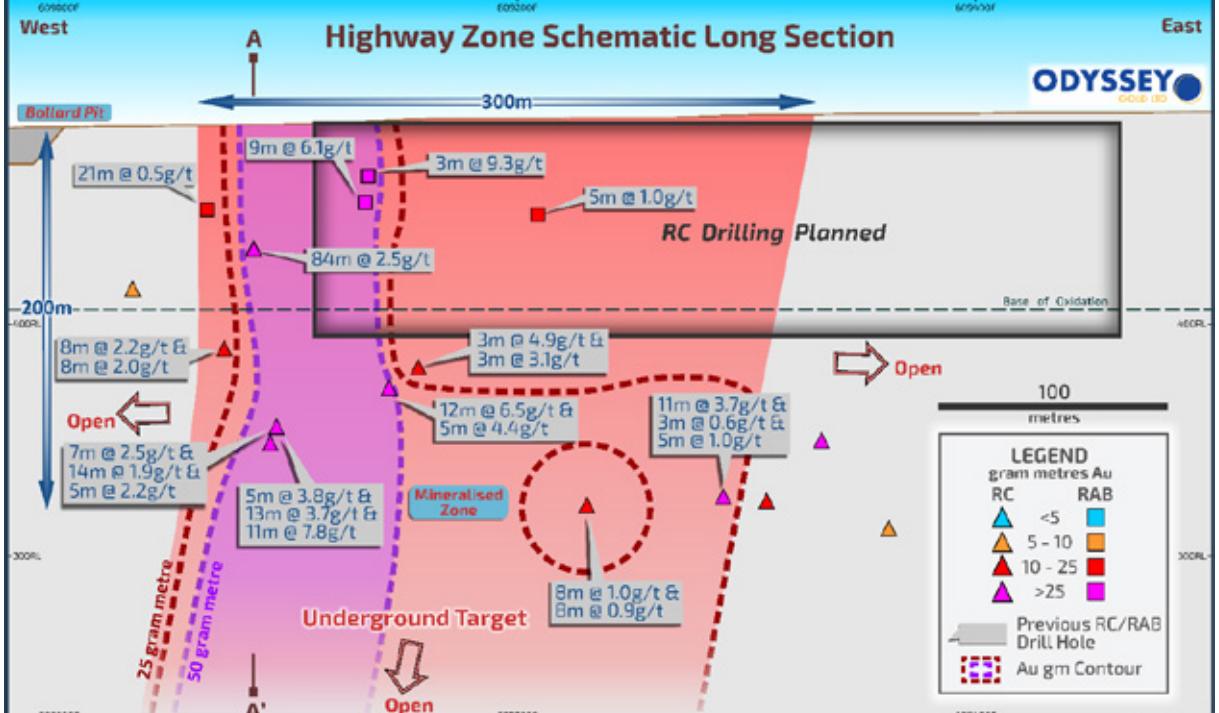 609200E
609400E
West
East
A
Highway Zone Schematic Long Section
ODYSSEY
GOLD LTD
Bollard Pit
300m
9m @ 6.1g/t
3m @ 9.3g/t
21m @ 0.5g/t
5m @ 1.0g/t
RC Drilling Planned
84m @ 2.5g/t
200m
Base of Oxidation
400RL
400RL
8m @ 2.2g/t &
8m @ 2.0g/t
3m @ 4.9g/t &
3m @ 3.1g/t
Open
Open
12m @ 6.5g/t &
5m @ 4.4g/t
11m @ 3.7g/t &
3m @ 0.6g/t &
5m @ 1.0g/t
7m @ 2.5g/t &
14m @ 1.9g/t &
5m @ 2.2g/t
5m @ 3.8g/t &
13m @ 3.7g/t &
11m @ 7.8g/t
Mineralised
Zone
8m @ 1.0g/t &
8m @ 0.9g/t
100
metres
LEGEND
gram metres Au
RC RAB
<5
5 - 10
10 - 25
>25
Previous RC/RAB
Drill Hole
Au gm Contour
300RL
300RL
25 gram metre
50 gram metre
Underground Target
Open
A'